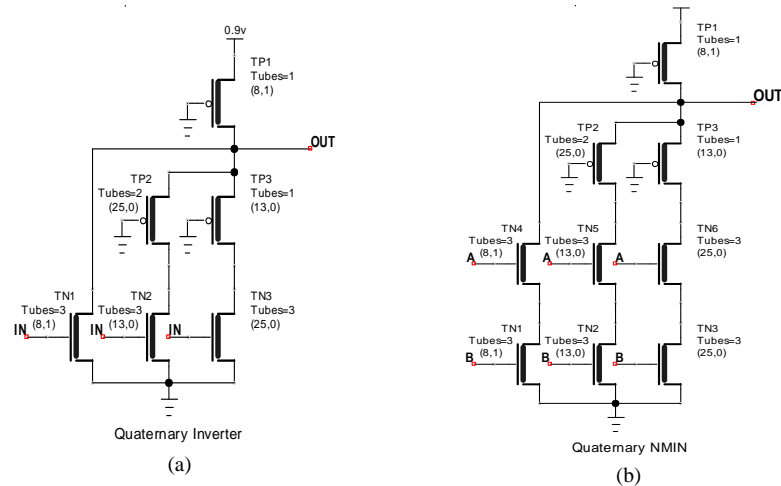 0.9v
TP1
Tubes=1
(8,1)
OUT
TP2
Tubes=2
(25,0)
TP3
Tubes=1
(13,0)
TN1
Tubes=3
(8,1)
IN
TN2
Tubes=3
(13,0)
IN
TN3
Tubes=3
(25,0)
IN
Quaternary Inverter
(a)
TP1
Tubes=1
(8,1)
OUT
TP2
Tubes=2
(25,0)
TP3
Tubes=1
(13,0)
TN4
Tubes=3
(8,1)
A
TN5
Tubes=3
(13,0)
A
TN6
Tubes=3
(25,0)
A
TN1
Tubes=3
(8,1)
B
TN2
Tubes=3
(13,0)
B
TN3
Tubes=3
(25,0)
B
Quaternary NMIN
(b)